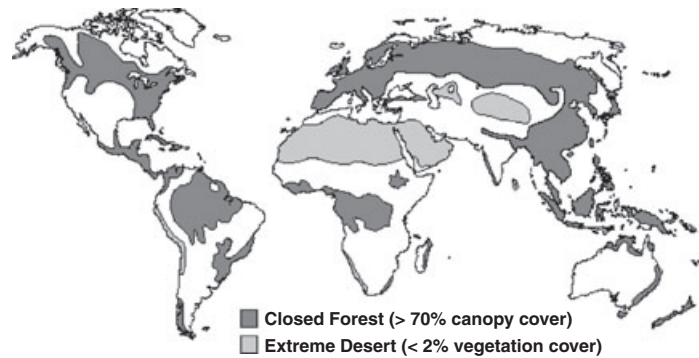 Closed Forest (> 70% canopy cover)
Extreme Desert (< 2% vegetation cover)